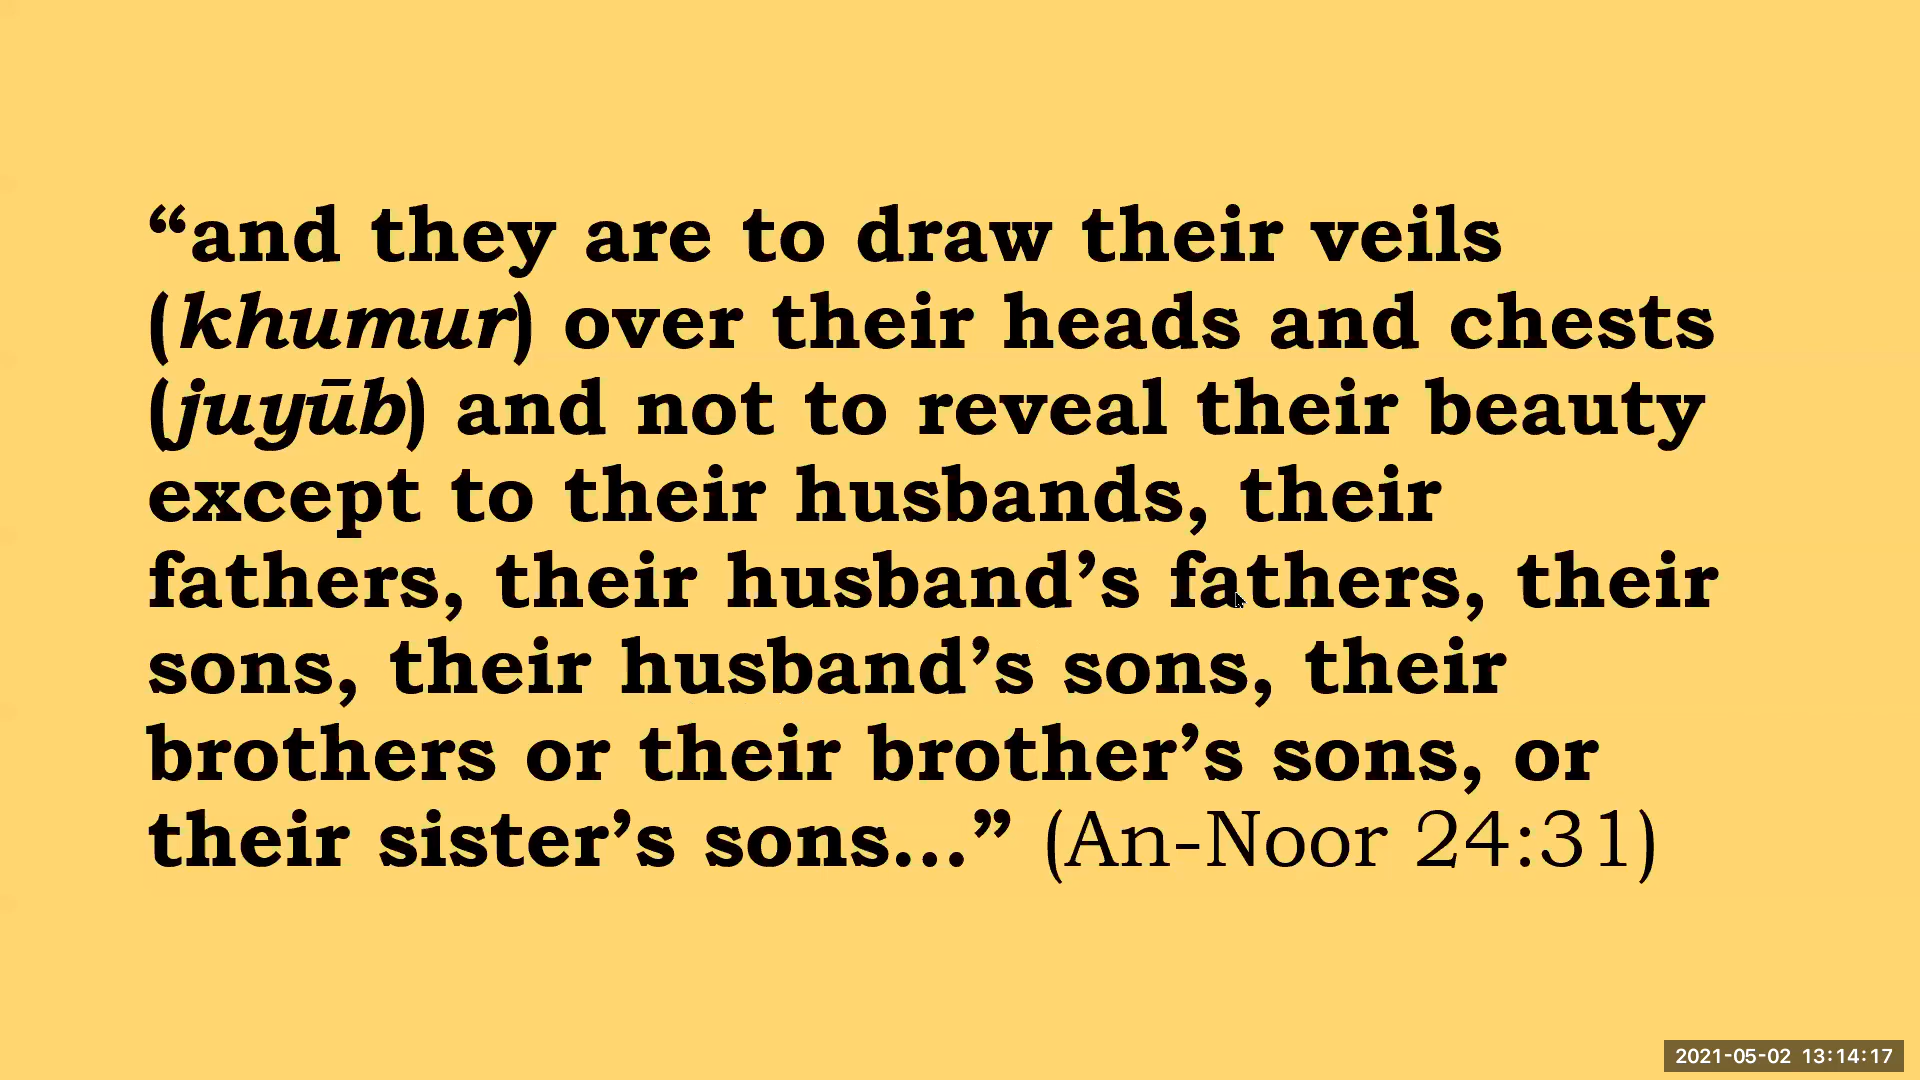 “and they are to draw their veils
(khumur) over their heads and chests
(juyūb) and not to reveal their beauty
except to their husbands, their
fathers, their husband’s fathers, their
sons, their husband’s sons, their
brothers or their brother’s sons, or
their sister’s sons...” (An-Noor 24:31)
2021-05-02 13:14:17